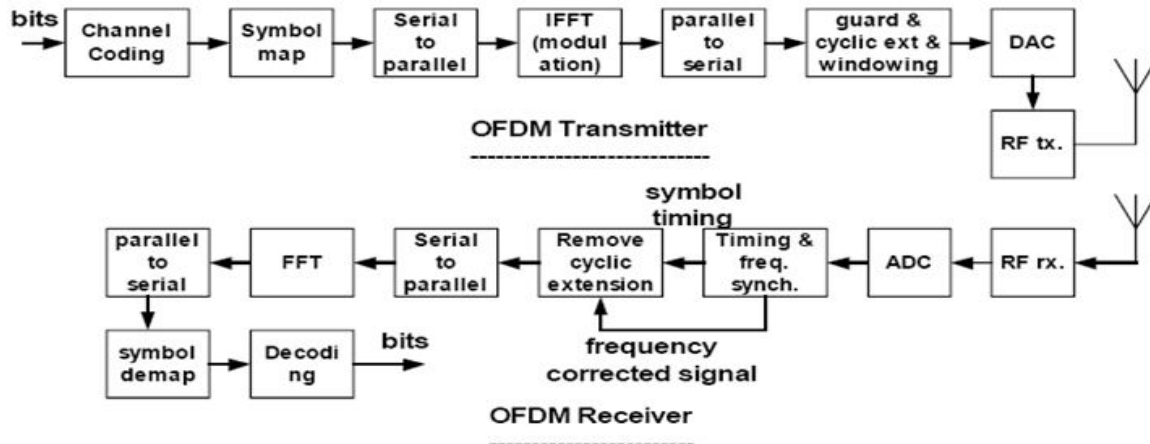 bits
Channel
Coding
Symbol
map
Serial
to
parallel
IFFT
(modul
ation)
parallel
to
serial
guard &
cyclic ext &
windowing
DAC
RF tx.
OFDM Transmitter
symbol
timing
parallel
to
serial
FFT
Serial
to
parallel
Remove
cyclic
extension
Timing &
freq.
synch.
ADC
RF rx.
symbol
demap
Decodi
ng
bits
frequency
corrected signal
OFDM Receiver